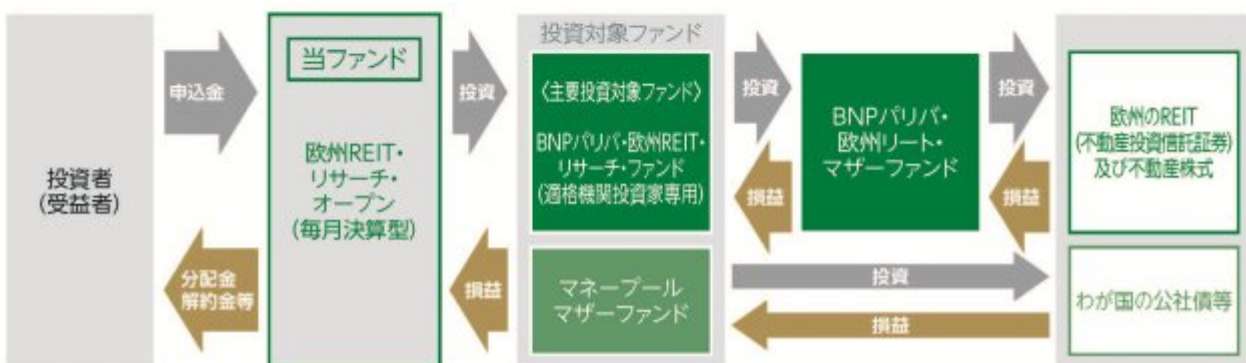 投資者
(受益者)
申込金
分配金
解約金等
当ファンド
欧州REIT・
リサーチ・
オープン
(毎月決算型)
投資
損益
投資対象ファンド
〈主要投資対象ファンド〉
BNPパリバ・欧州REIT・
リサーチ・ファンド
(適格機関投資家専用)
マネープール
マザーファンド
投資
損益
BNPパリバ・
欧州リート・
マザーファンド
投資
損益
投資
損益
欧州のREIT
(不動産投資信託証券)
及び不動産株式
わが国の公社債等